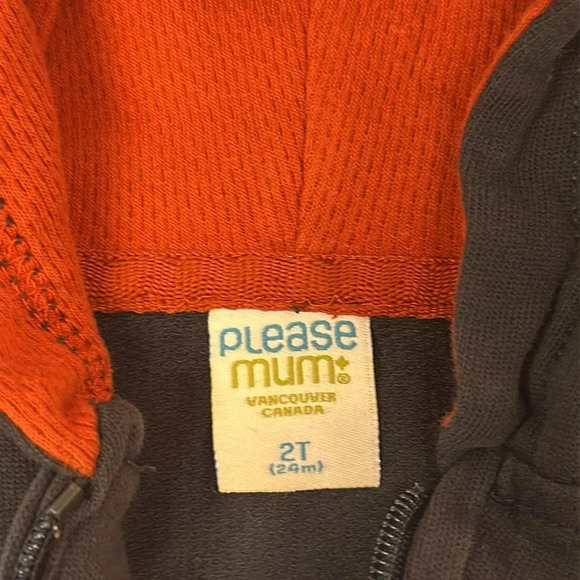 please
mum+®
VANCOUVER
CANADA
2T
(24m)